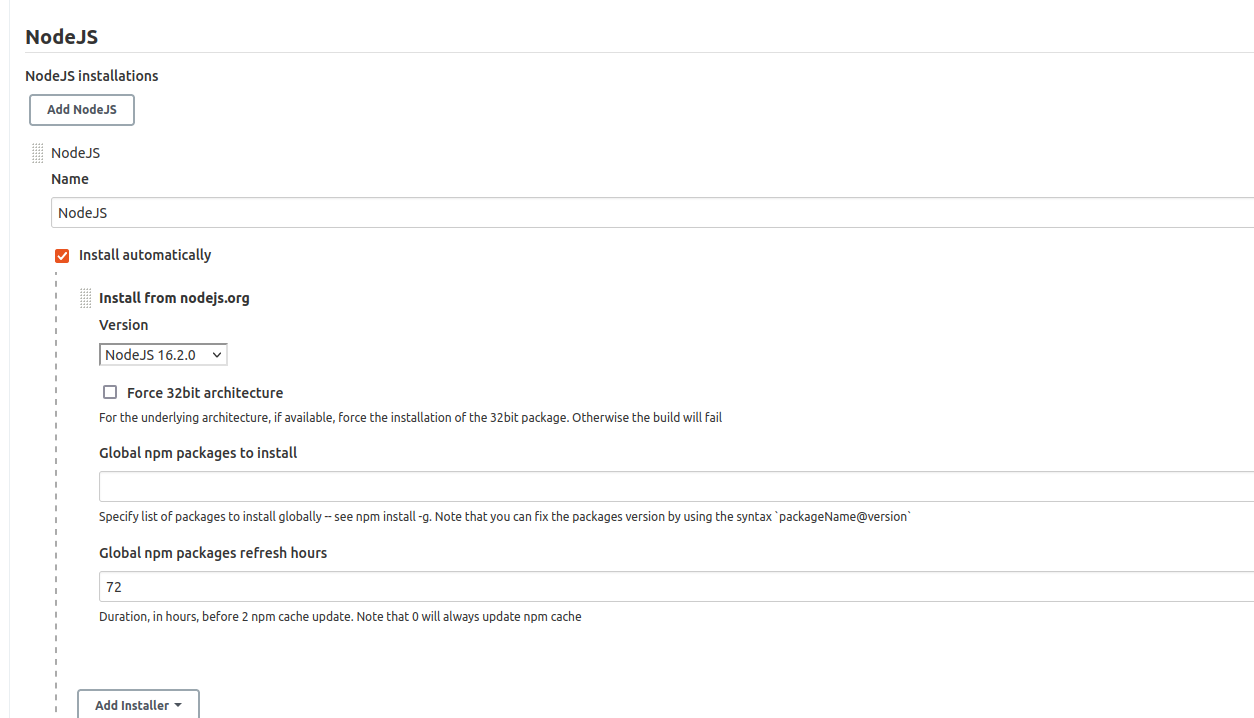 NodeJS
NodeJS installations
Add NodeJS
NodeJS
Name
NodeJS
Install automatically
Install from nodejs.org
Version
NodeJS 16.2.0
Force 32bit architecture
For the underlying architecture, if available, force the installation of the 32bit package. Otherwise the build will fail
Global npm packages to install
Specify list of packages to install globally -- see npm install -g. Note that you can fix the packages version by using the syntax `packageName@version`
Global npm packages refresh hours
72
Duration, in hours, before 2 npm cache update. Note that 0 will always update npm cache
Add Installer